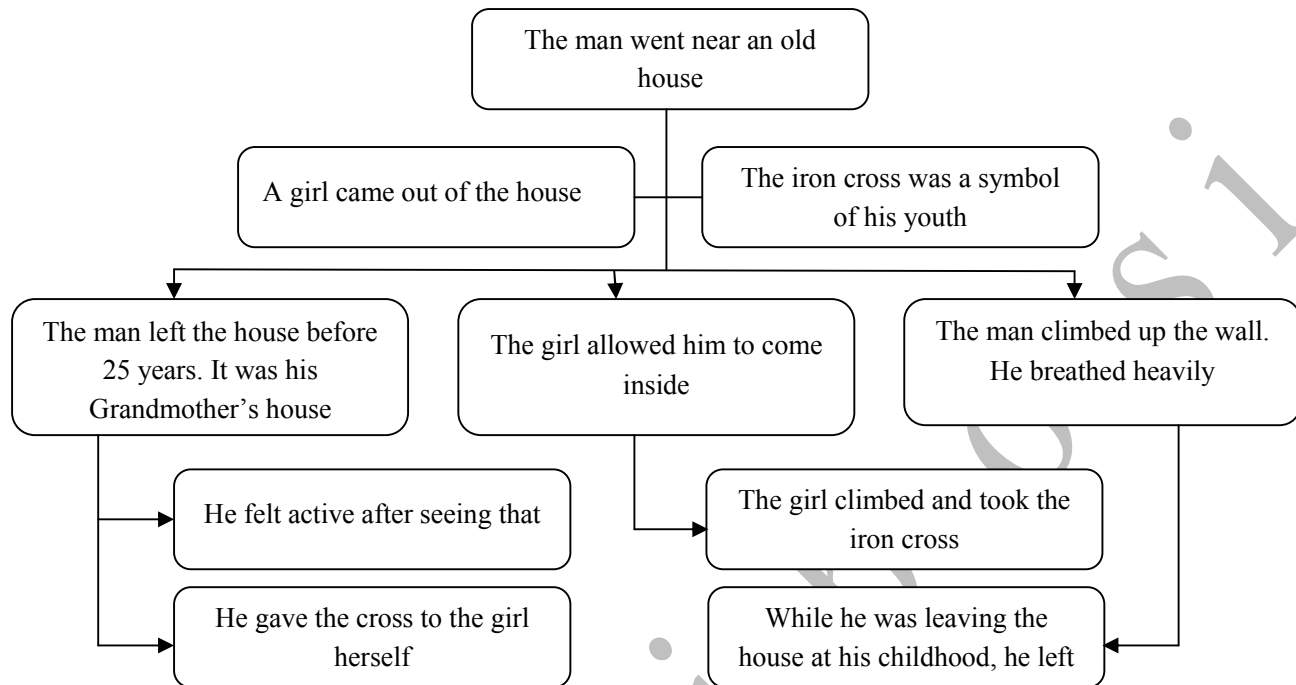 The man went near an old
house
A girl came out of the house
The iron cross was a symbol
of his youth
The man left the house before
25 years. It was his
Grandmother’s house
The girl allowed him to come
inside
The man climbed up the wall.
He breathed heavily
He felt active after seeing that
The girl climbed and took the
iron cross
He gave the cross to the girl
herself
While he was leaving the
house at his childhood, he left